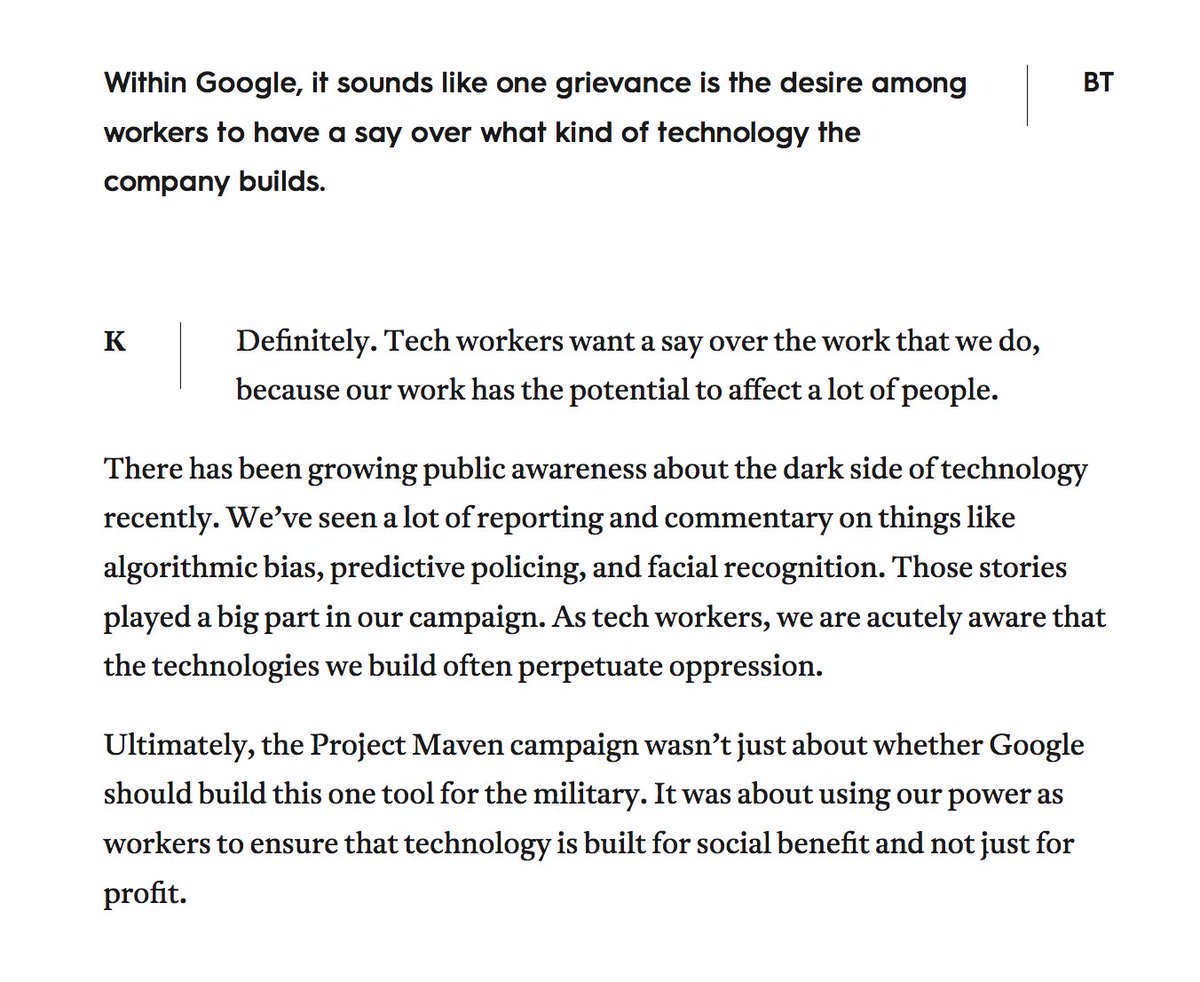 Within Google, it sounds like one grievance is the desire among
BT
workers to have a say over what kind of technology the
company builds.
K
Definitely. Tech workers want a say over the work that we do,
because our work has the potential to affect a lot of people.
There has been growing public awareness about the dark side of technology
recently. We’ve seen a lot of reporting and commentary on things like
algorithmic bias, predictive policing, and facial recognition. Those stories
played a big part in our campaign. As tech workers, we are acutely aware that
the technologies we build often perpetuate oppression.
Ultimately, the Project Maven campaign wasn’t just about whether Google
should build this one tool for the military. It was about using our power as
workers to ensure that technology is built for social benefit and not just for
profit.